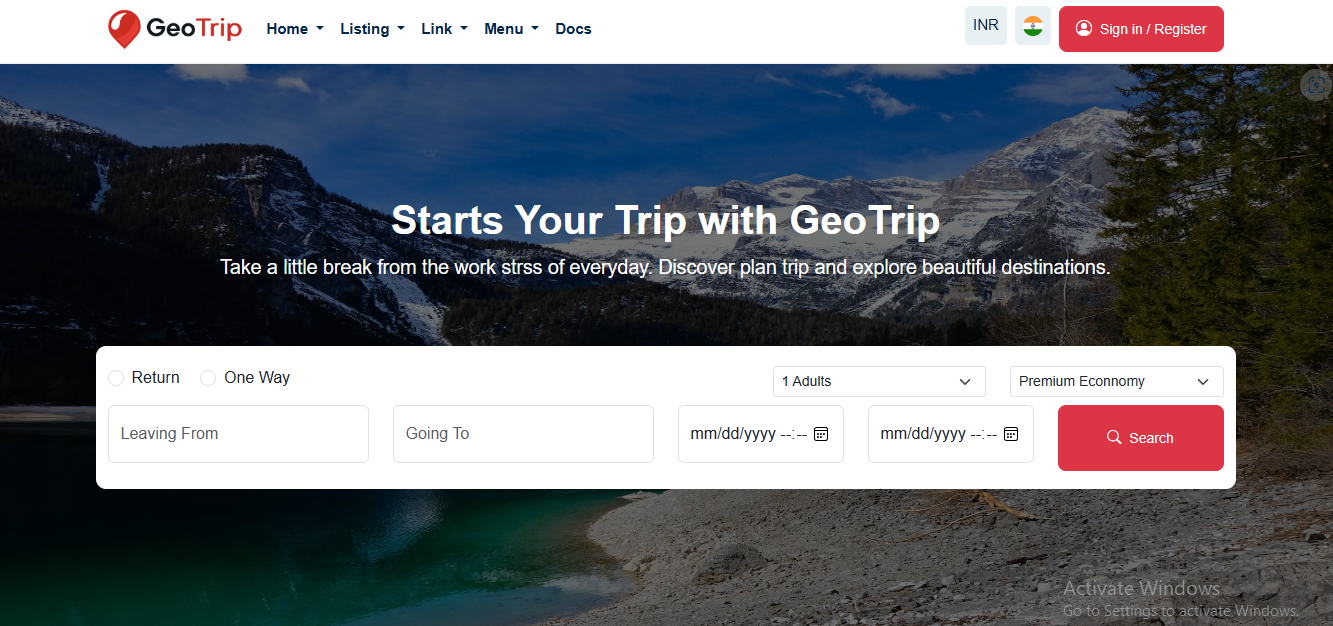 GeoTrip Home Listing Link Menu Docs INR Sign in / Register
Starts Your Trip with GeoTrip
Take a little break from the work strss of everyday. Discover plan trip and explore beautiful destinations.
Return One Way 1 Adults Premium Econnomy
Leaving From Going To mm/dd/yyyy --:-- mm/dd/yyyy --:-- Search
Activate Windows
Go to Settings to activate Windows.